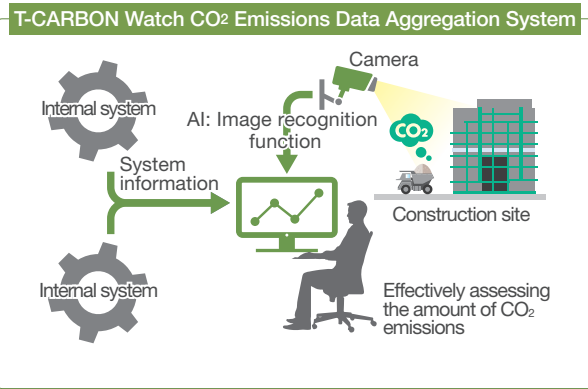 T-CARBON Watch CO2 Emissions Data Aggregation System
Camera
Internal system
AI: Image recognition
function
CO2
System
information
Construction site
Internal system
Effectively assessing
the amount of CO2
emissions